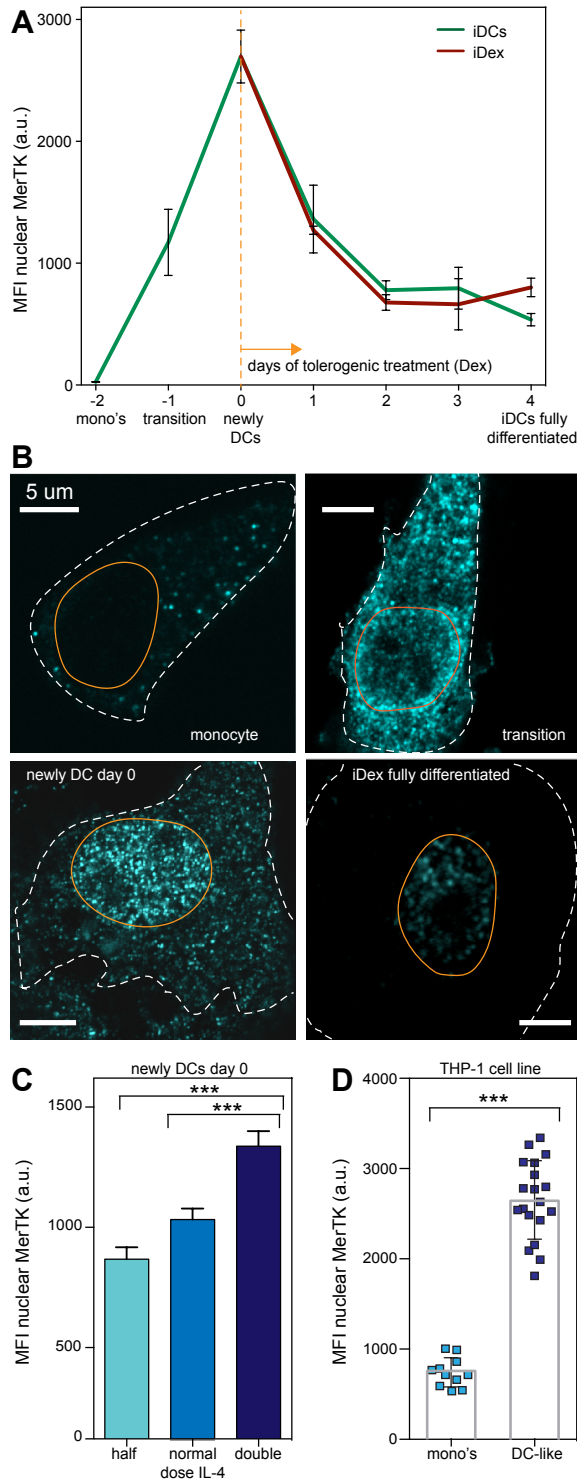 A
iDCs
iDex
MFI nuclear MerTK (a.u.)
3000
2000
1000
0
days of tolerogenic treatment (Dex)
-2 -1 0 1 2 3 4
mono's transition newly DCs iDCs fully differentiated
B
5 um
monocyte
transition
newly DC day 0
iDex fully differentiated
C
newly DCs day 0
***
***
MFI nuclear MerTK (a.u.)
1500
1000
500
0
half normal double
dose IL-4
D
THP-1 cell line
***
MFI nuclear MerTK (a.u.)
4000
3000
2000
1000
0
mono's DC-like